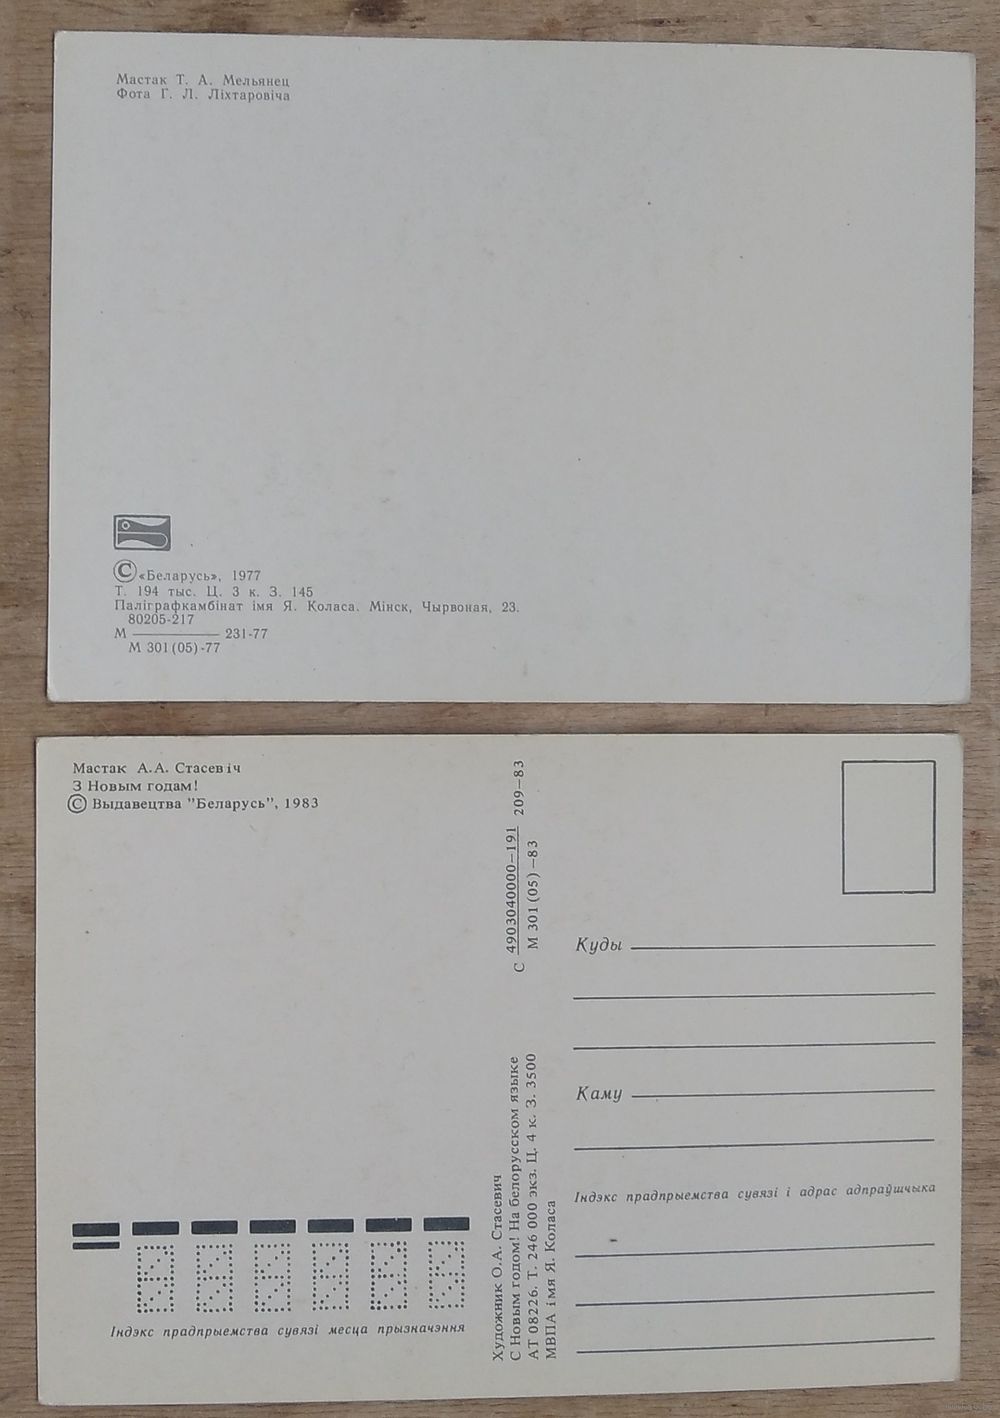 Мастак Т. А. Мельянец
Фота Г. Л. Ліхтаровіча
© «Беларусь», 1977
Т. 194 тыс. Ц. 3 к. З. 145
Паліграфкамбінат імя Я. Коласа. Мінск, Чырвоная, 23.
80205-217
М ———— 231-77
М 301(05)-77
Мастак А.А. Стасевіч
З Новым годам!
© Выдавецтва "Беларусь", 1983
С 4903040000–191 209–83
М 301(05)–83
Художник О.А. Стасевич
С Новым годом! На белорусском языке
АТ 08226. Т. 246 000 экз. Ц. 4 к. З. 3500
МВПА імя Я. Коласа
Куды
Каму
Індэкс прадпрыемства сувязі і адрас адпраўшчыка
Індэкс прадпрыемства сувязі месца прызначэння